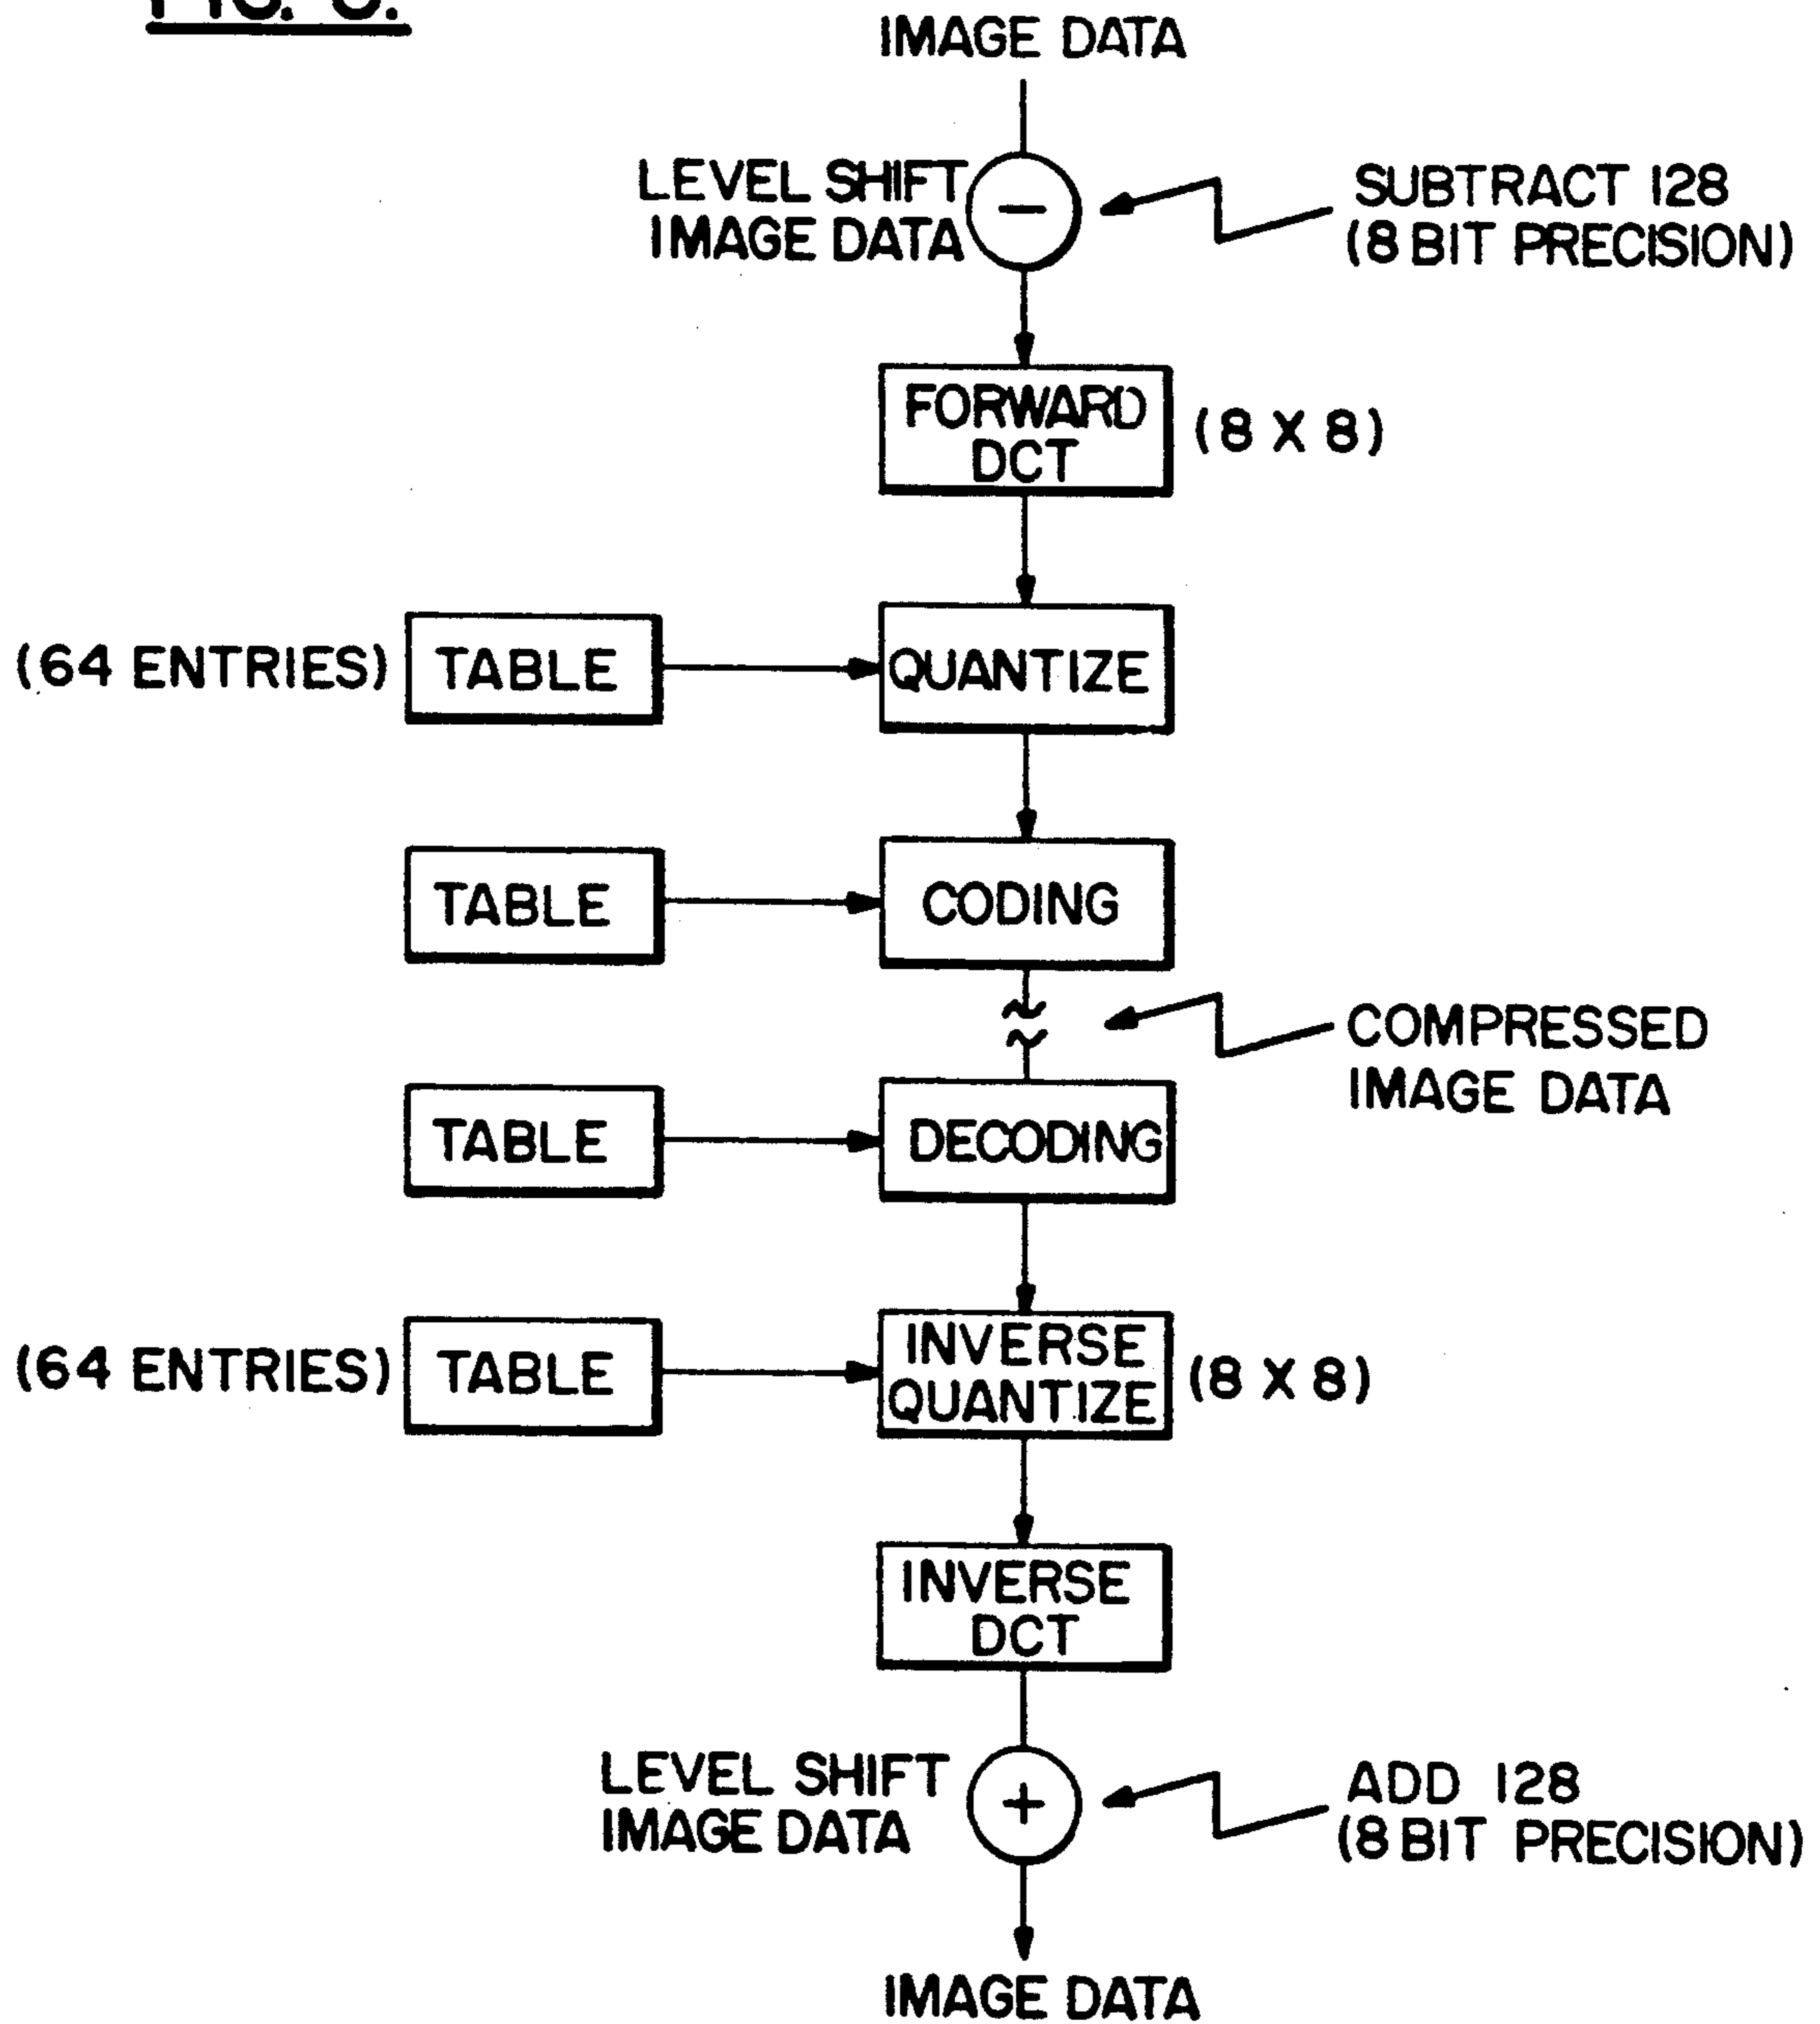 IMAGE DATA
LEVEL SHIFT
IMAGE DATA
−
SUBTRACT 128
(8 BIT PRECISION)
FORWARD
DCT
(8 X 8)
(64 ENTRIES)
TABLE
QUANTIZE
TABLE
CODING
COMPRESSED
IMAGE DATA
TABLE
DECODING
(64 ENTRIES)
TABLE
INVERSE
QUANTIZE
(8 X 8)
INVERSE
DCT
LEVEL SHIFT
IMAGE DATA
+
ADD 128
(8 BIT PRECISION)
IMAGE DATA